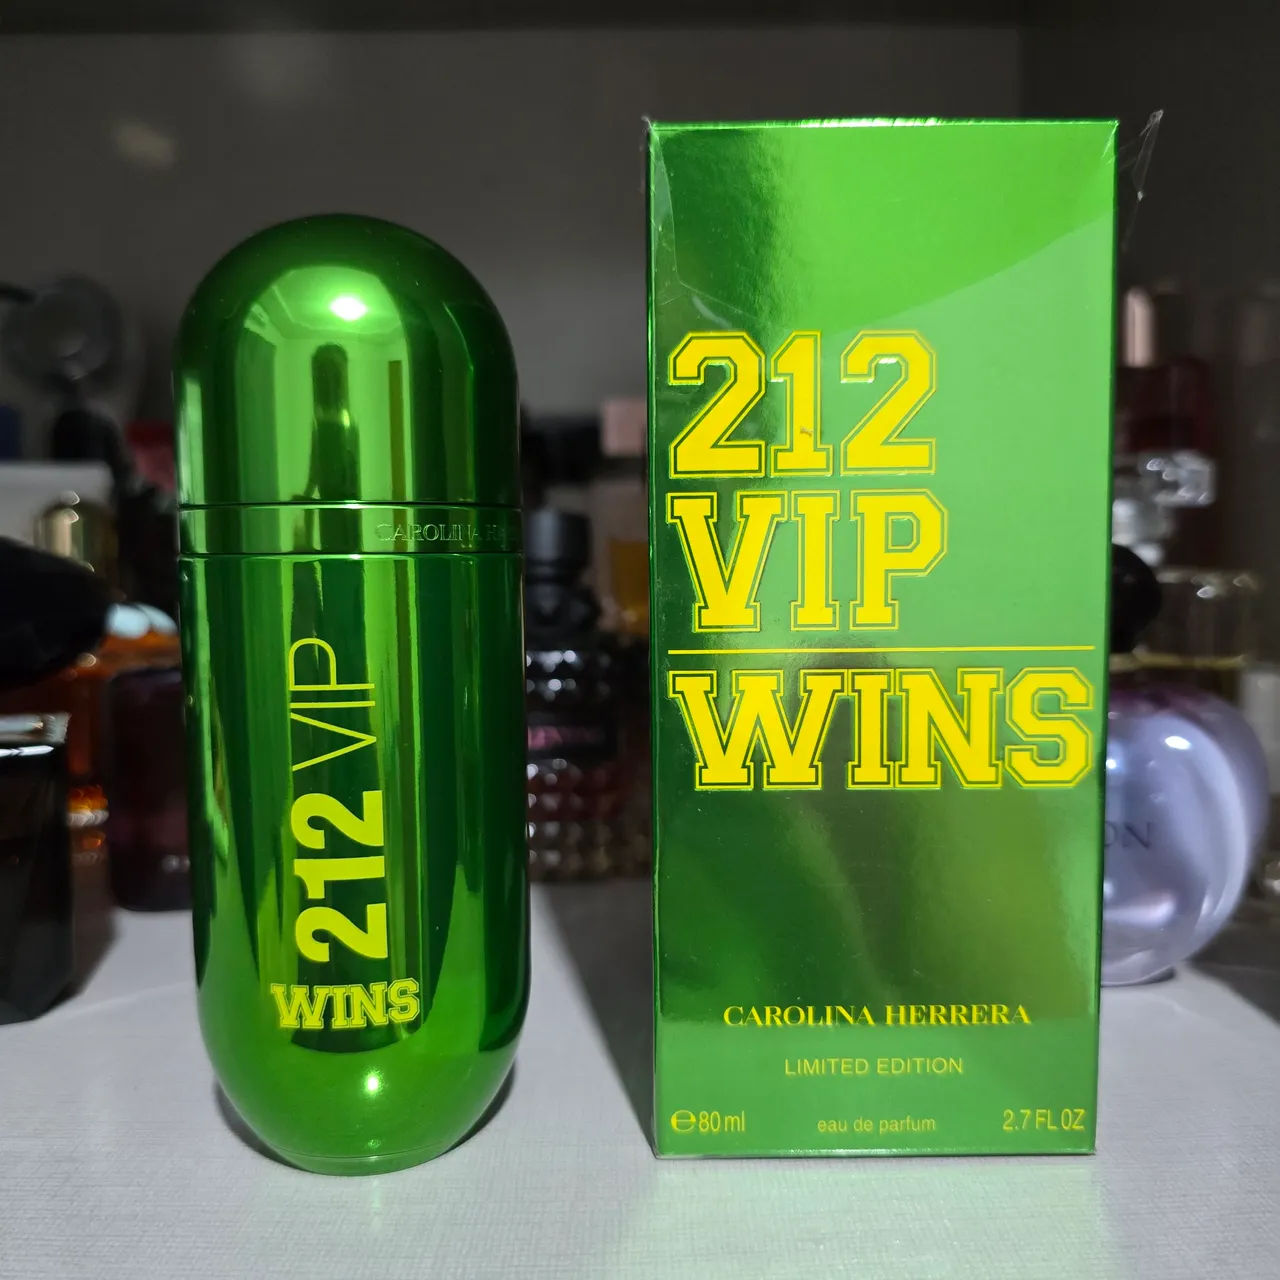 CAROLINA HE
212 VIP
WINS
212
VIP
WINS
CAROLINA HERRERA
LIMITED EDITION
℮80ml
eau de parfum
2.7 FL OZ